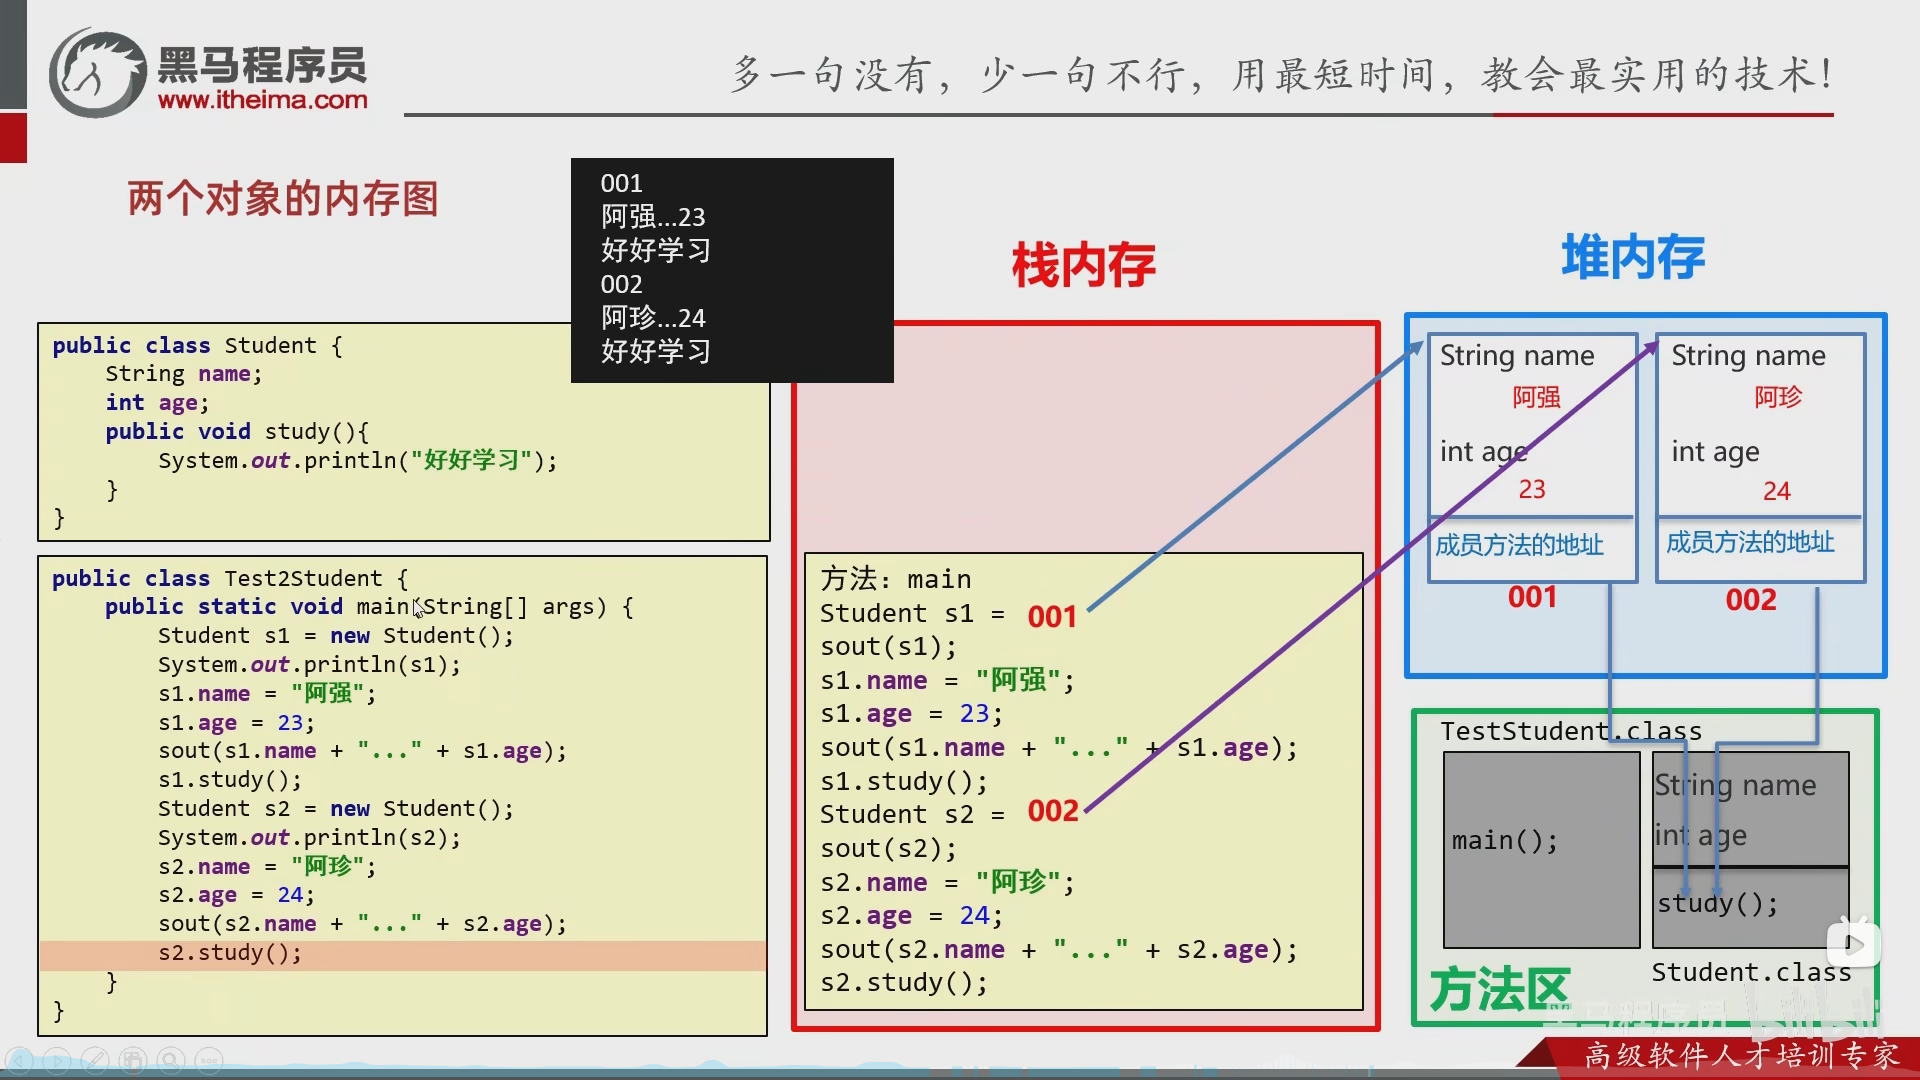 黑马程序员
www.itheima.com
多一句没有，少一句不行，用最短时间，教会最实用的技术！
两个对象的内存图
001
阿强...23
好好学习
002
阿珍...24
好好学习
public class Student {
String name;
int age;
public void study(){
System.out.println("好好学习");
}
}
public class Test2Student {
public static void main(String[] args) {
Student s1 = new Student();
System.out.println(s1);
s1.name = "阿强";
s1.age = 23;
sout(s1.name + "..." + s1.age);
s1.study();
Student s2 = new Student();
System.out.println(s2);
s2.name = "阿珍";
s2.age = 24;
sout(s2.name + "..." + s2.age);
s2.study();
}
}
栈内存
方法：main
Student s1 = 001
sout(s1);
s1.name = "阿强";
s1.age = 23;
sout(s1.name + "..." + s1.age);
s1.study();
Student s2 = 002
sout(s2);
s2.name = "阿珍";
s2.age = 24;
sout(s2.name + "..." + s2.age);
s2.study();
堆内存
String name
阿强
int age
23
成员方法的地址
001
String name
阿珍
int age
24
成员方法的地址
002
TestStudent.class
main();
String name
int age
study();
Student.class
方法区
黑马程序员 bilibili
高级软件人才培训专家